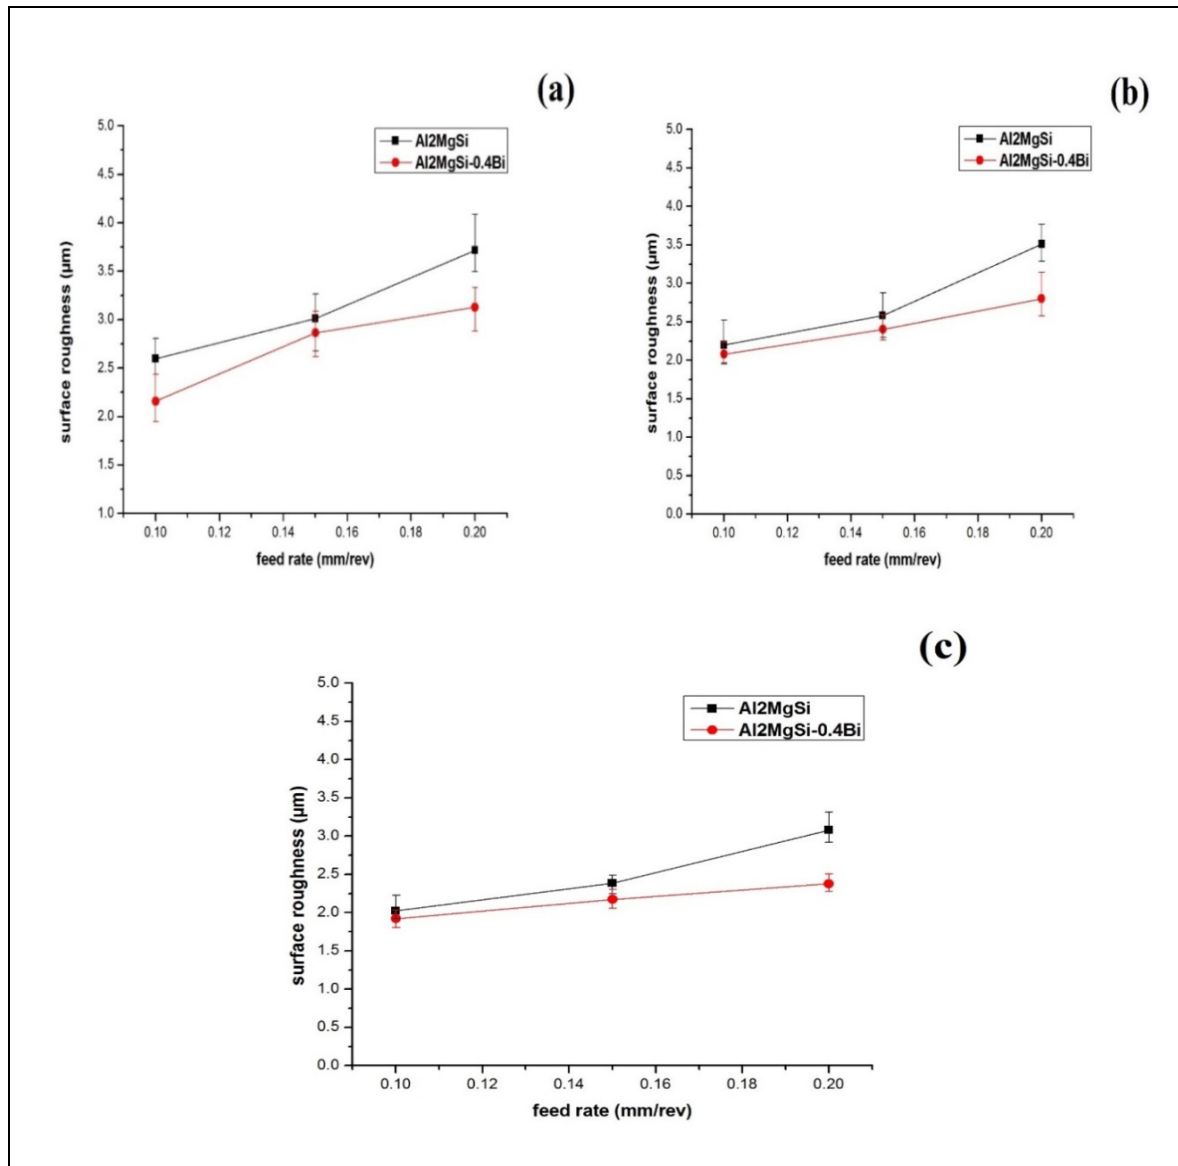 (a)
Al2MgSi
Al2MgSi-0.4Bi
5.0
4.5
4.0
3.5
3.0
2.5
2.0
1.5
1.0
surface roughness (µm)
0.10 0.12 0.14 0.16 0.18 0.20
feed rate (mm/rev)
(b)
Al2MgSi
Al2MgSi-0.4Bi
5.0
4.5
4.0
3.5
3.0
2.5
2.0
1.5
1.0
0.5
0.0
surface roughness (µm)
0.10 0.12 0.14 0.16 0.18 0.20
feed rate (mm/rev)
(c)
Al2MgSi
Al2MgSi-0.4Bi
5.0
4.5
4.0
3.5
3.0
2.5
2.0
1.5
1.0
0.5
0.0
surface roughness (µm)
0.10 0.12 0.14 0.16 0.18 0.20
feed rate (mm/rev)